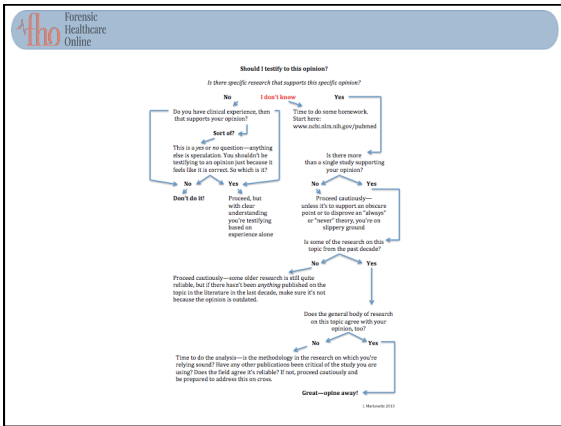 fho Forensic
Healthcare
Online
Should I testify to this opinion?
Is there specific research that supports this specific opinion?
No I don't know Yes
Do you have clinical experience, then
that supports your opinion?
Time to do some homework.
Start here:
www.ncbi.nlm.nih.gov/pubmed
Sort of?
This is a yes or no question—anything
else is speculation. You shouldn't be
testifying to an opinion just because it
feels like it is correct. So which is it?
Is there more
than a single study supporting
your opinion?
No Yes
Don't do it!
Proceed, but
with clear
understanding
you're testifying
based on
experience alone
No Yes
Proceed cautiously—
unless it's to support an obscure
point or to disprove an "always"
or "never" theory, you're on
slippery ground
Is some of the research on this
topic from the past decade?
No Yes
Proceed cautiously—some older research is still quite
reliable, but if there hasn't been anything published on the
topic in the literature in the last decade, make sure it's not
because the opinion is outdated.
Does the general body of research
on this topic agree with your
opinion, too?
No Yes
Time to do the analysis—is the methodology in the research on which you're
relying sound? Have any other publications been critical of the study you are
using? Does the field agree it's reliable? If not, proceed cautiously and
be prepared to address this on cross.
Great—opine away!
J. Markowitz 2013